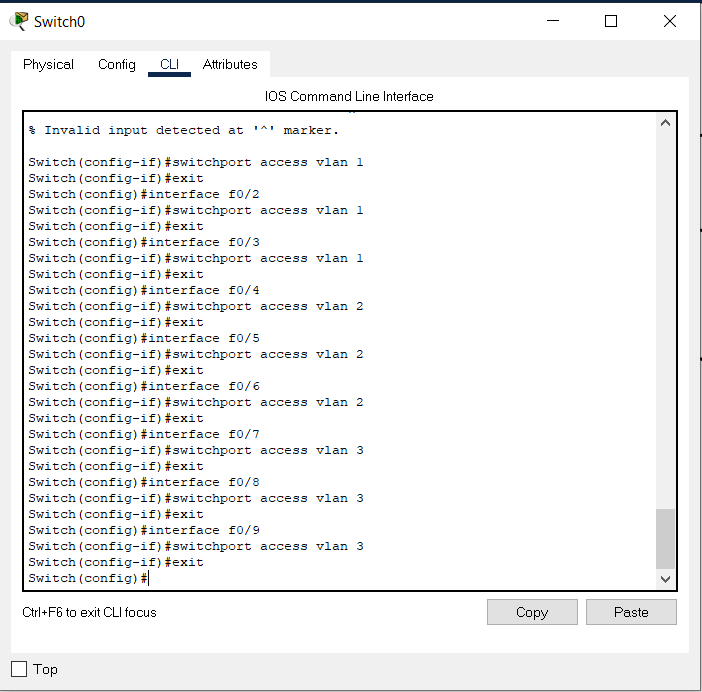 Switch0
Physical Config CLI Attributes
IOS Command Line Interface
% Invalid input detected at '^' marker.
Switch(config-if)#switchport access vlan 1
Switch(config-if)#exit
Switch(config)#interface f0/2
Switch(config-if)#switchport access vlan 1
Switch(config-if)#exit
Switch(config)#interface f0/3
Switch(config-if)#switchport access vlan 1
Switch(config-if)#exit
Switch(config)#interface f0/4
Switch(config-if)#switchport access vlan 2
Switch(config-if)#exit
Switch(config)#interface f0/5
Switch(config-if)#switchport access vlan 2
Switch(config-if)#exit
Switch(config)#interface f0/6
Switch(config-if)#switchport access vlan 2
Switch(config-if)#exit
Switch(config)#interface f0/7
Switch(config-if)#switchport access vlan 3
Switch(config-if)#exit
Switch(config)#interface f0/8
Switch(config-if)#switchport access vlan 3
Switch(config-if)#exit
Switch(config)#interface f0/9
Switch(config-if)#switchport access vlan 3
Switch(config-if)#exit
Switch(config)#
Ctrl+F6 to exit CLI focus
Copy Paste
Top